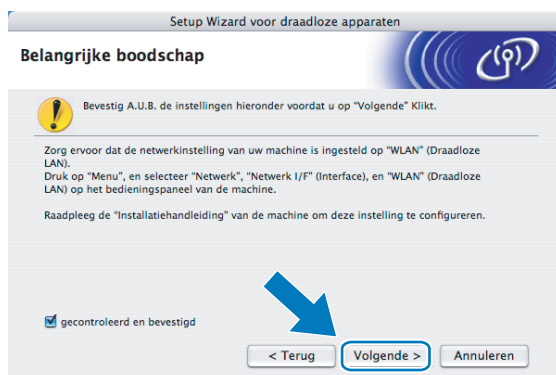 Setup Wizard voor draadloze apparaten
Belangrijke boodschap
Bevestig A.U.B. de instellingen hieronder voordat u op "Volgende" Klikt.
Zorg ervoor dat de netwerkinstelling van uw machine is ingesteld op "WLAN" (Draadloze
LAN).
Druk op "Menu", en selecteer "Netwerk", "Netwerk I/F" (Interface), en "WLAN" (Draadloze
LAN) op het bedieningspaneel van de machine.
Raadpleeg de "Installatiehandleiding" van de machine om deze instelling te configureren.
gecontroleerd en bevestigd
< Terug
Volgende >
Annuleren